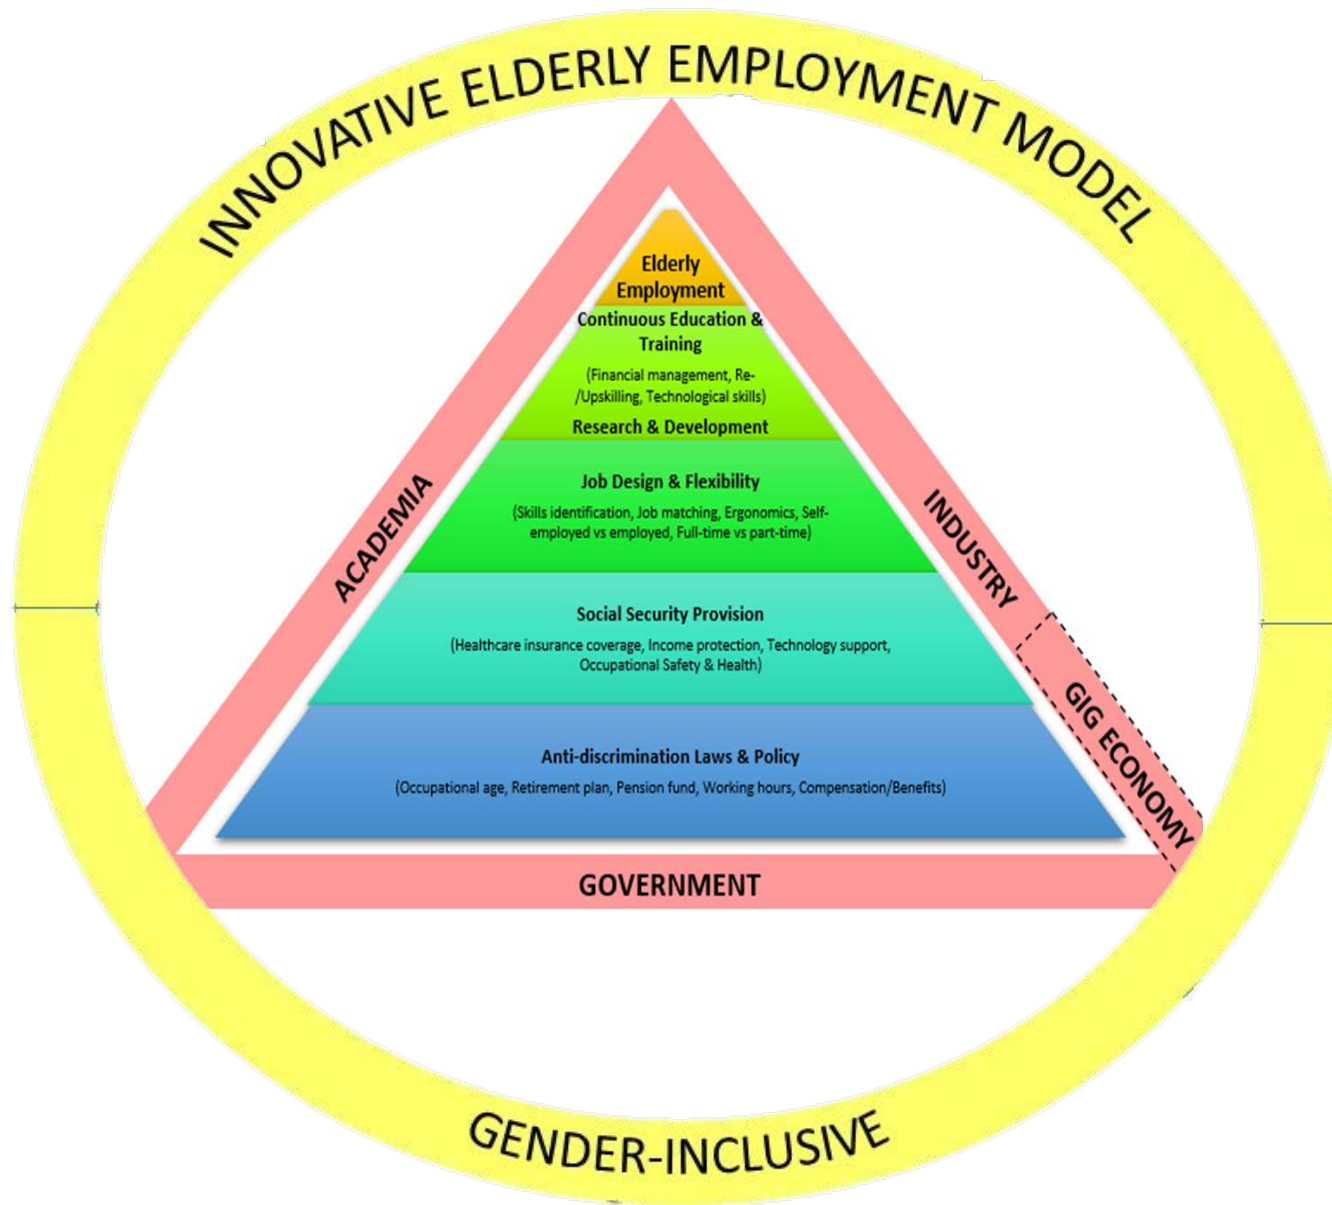 INNOVATIVE ELDERLY EMPLOYMENT MODEL
Elderly
Employment
Continuous Education &
Training
(Financial management, Re-
/Upskilling, Technological skills)
Research & Development
Job Design & Flexibility
(Skills identification, Job matching, Ergonomics, Self-
employed vs employed, Full-time vs part-time)
Social Security Provision
(Healthcare insurance coverage, Income protection, Technology support,
Occupational Safety & Health)
Anti-discrimination Laws & Policy
(Occupational age, Retirement plan, Pension fund, Working hours, Compensation/Benefits)
ACADEMIA
INDUSTRY
GIG ECONOMY
GOVERNMENT
GENDER-INCLUSIVE